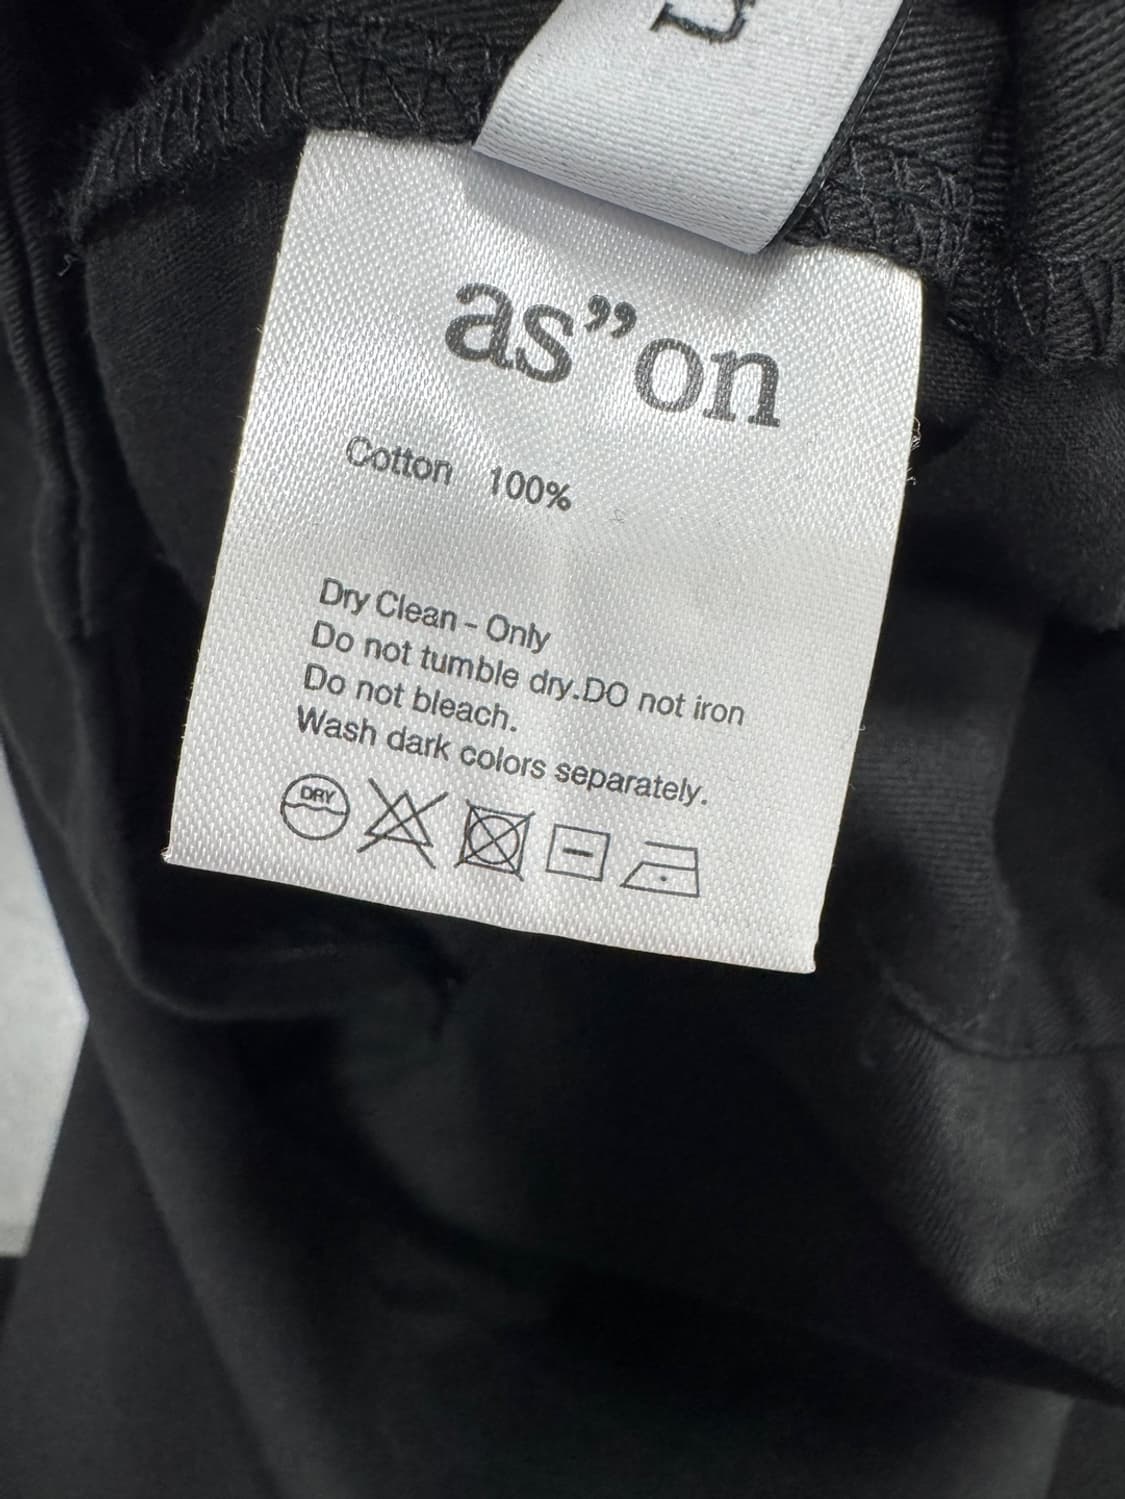 as”on
Cotton 100%
Dry Clean - Only
Do not tumble dry.DO not iron
Do not bleach.
Wash dark colors separately.
DRY